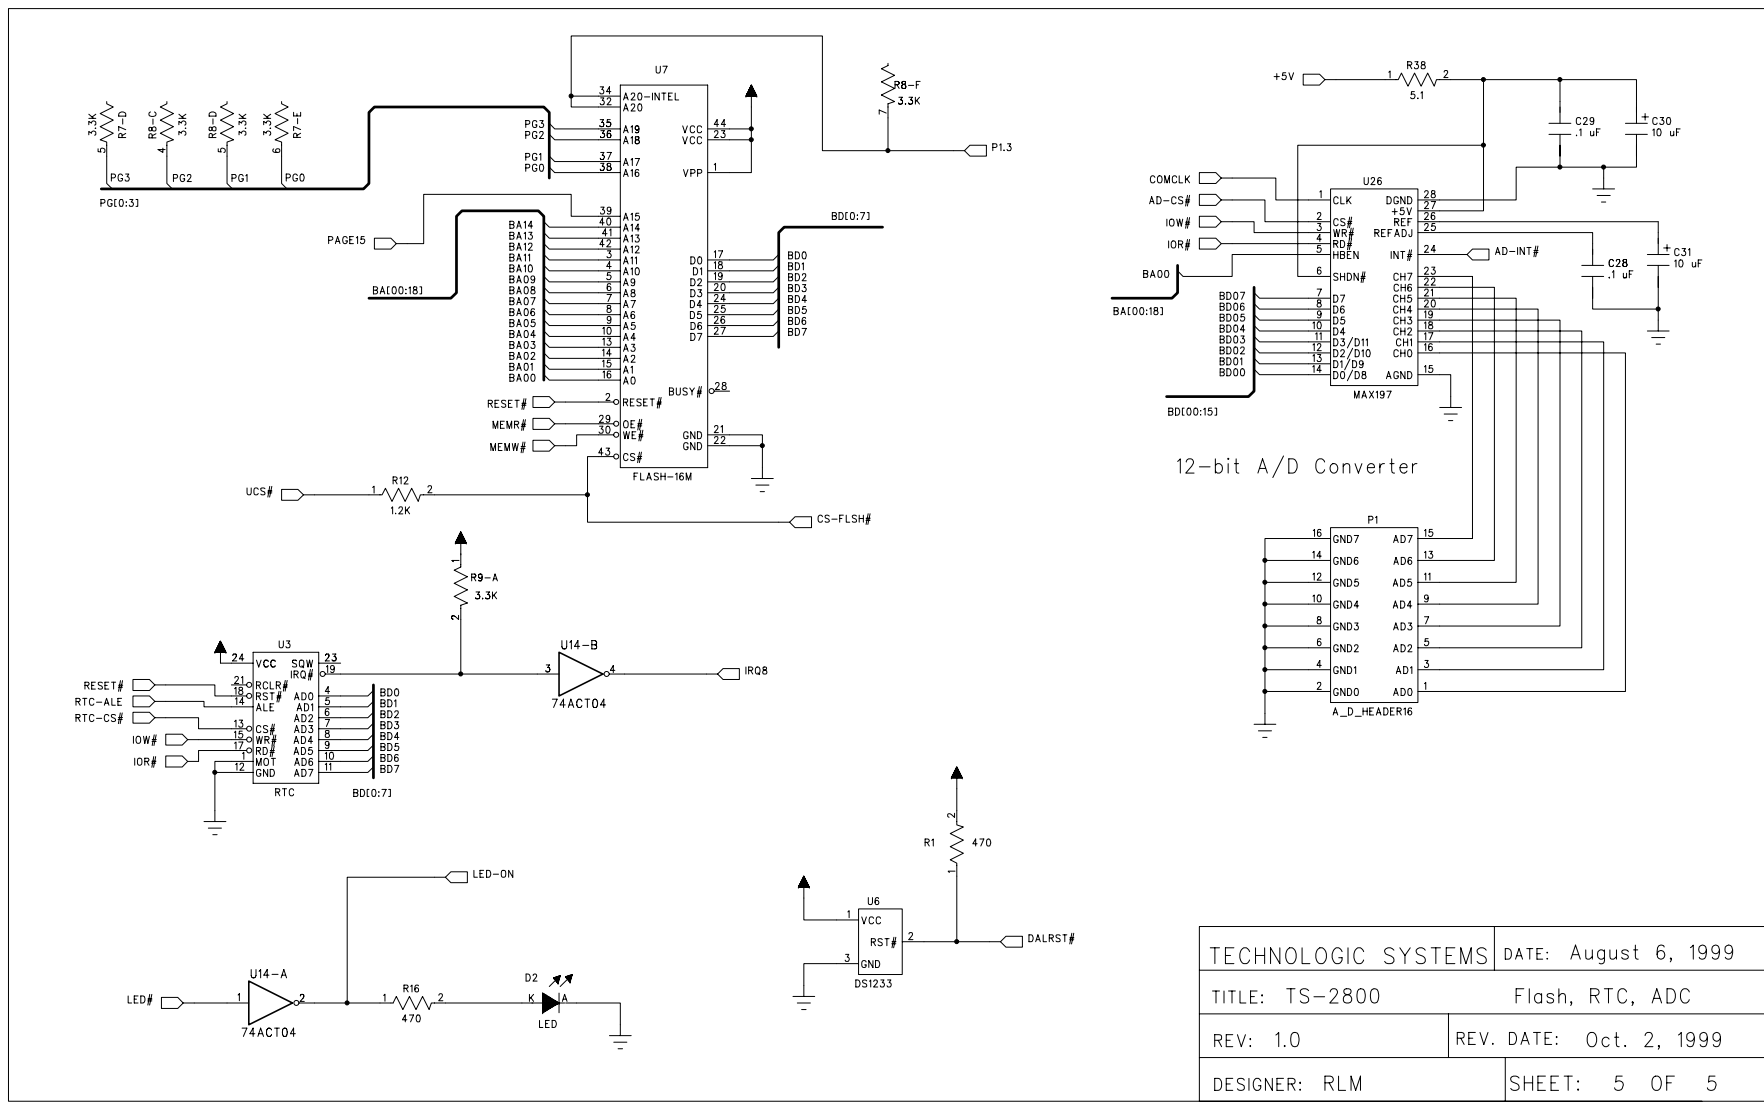 U7
34 A20-INTEL
32 A20
PG3 35 A19
PG2 36 A18
PG1 37 A17
PG0 38 A16
39 A15
BA14 40 A14
BA13 41 A13
BA12 42 A12
BA11 3 A11
BA10 4 A10
BA09 5 A9
BA08 6 A8
BA07 7 A7
BA06 8 A6
BA05 9 A5
BA04 10 A4
BA03 13 A3
BA02 14 A2
BA01 15 A1
BA00 16 A0
RESET# 2 RESET#
MEMR# 29 OE#
MEMW# 30 WE#
43 CS#
VCC 44
VCC 23
VPP 1
D0 17 BD0
D1 18 BD1
D2 19 BD2
D3 20 BD3
D4 24 BD4
D5 25 BD5
D6 26 BD6
D7 27 BD7
BUSY# 28
GND 21
GND 22
FLASH-16M
BD[0:7]
R8-F
3.3K
7
P1.3
3.3K R7-D 5 PG3
R8-C 3.3K 4 PG2
R8-D 3.3K 5 PG1
3.3K R7-E 6 PG0
PG[0:3]
PAGE15
BA[00:18]
UCS# 1 R12 2
1.2K
CS-FLSH#
1
R9-A
3.3K
2
U3
24 VCC
21 RCLR#
RESET# 18 RST#
RTC-ALE 14 ALE
RTC-CS# 13 CS#
IOW# 15 WR#
IOR# 17 RD#
1 MOT
12 GND
SQW 23
IRQ# 19
AD0 4 BD0
AD1 5 BD1
AD2 6 BD2
AD3 7 BD3
AD4 8 BD4
AD5 9 BD5
AD6 10 BD6
AD7 11 BD7
RTC
BD[0:7]
U14-B
3 4
74ACT04
IRQ8
LED-ON
U14-A
LED# 1 2
74ACT04
R16
1 2
470
D2
K A
LED
2
R1 470
1
U6
1 VCC
RST# 2
3 GND
DS1233
DALRST#
+5V 1 R38 2
5.1
C29
.1 uF
+ C30
10 uF
U26
COMCLK 1 CLK
AD-CS# 2 CS#
IOW# 3 WR#
IOR# 4 RD#
BA00 5 HBEN
6 SHDN#
BA[00:18]
BD07 7 D7
BD06 8 D6
BD05 9 D5
BD04 10 D4
BD03 11 D3/D11
BD02 12 D2/D10
BD01 13 D1/D9
BD00 14 D0/D8
BD[00:15]
DGND 28
+5V 27
REF 26
REFADJ 25
INT# 24 AD-INT#
CH7 23
CH6 22
CH5 21
CH4 20
CH3 19
CH2 18
CH1 17
CH0 16
AGND 15
MAX197
C28
.1 uF
+ C31
10 uF
12-bit A/D Converter
P1
16 GND7 AD7 15
14 GND6 AD6 13
12 GND5 AD5 11
10 GND4 AD4 9
8 GND3 AD3 7
6 GND2 AD2 5
4 GND1 AD1 3
2 GND0 AD0 1
A_D_HEADER16
TECHNOLOGIC SYSTEMS DATE: August 6, 1999
TITLE: TS-2800 Flash, RTC, ADC
REV: 1.0 REV. DATE: Oct. 2, 1999
DESIGNER: RLM SHEET: 5 OF 5